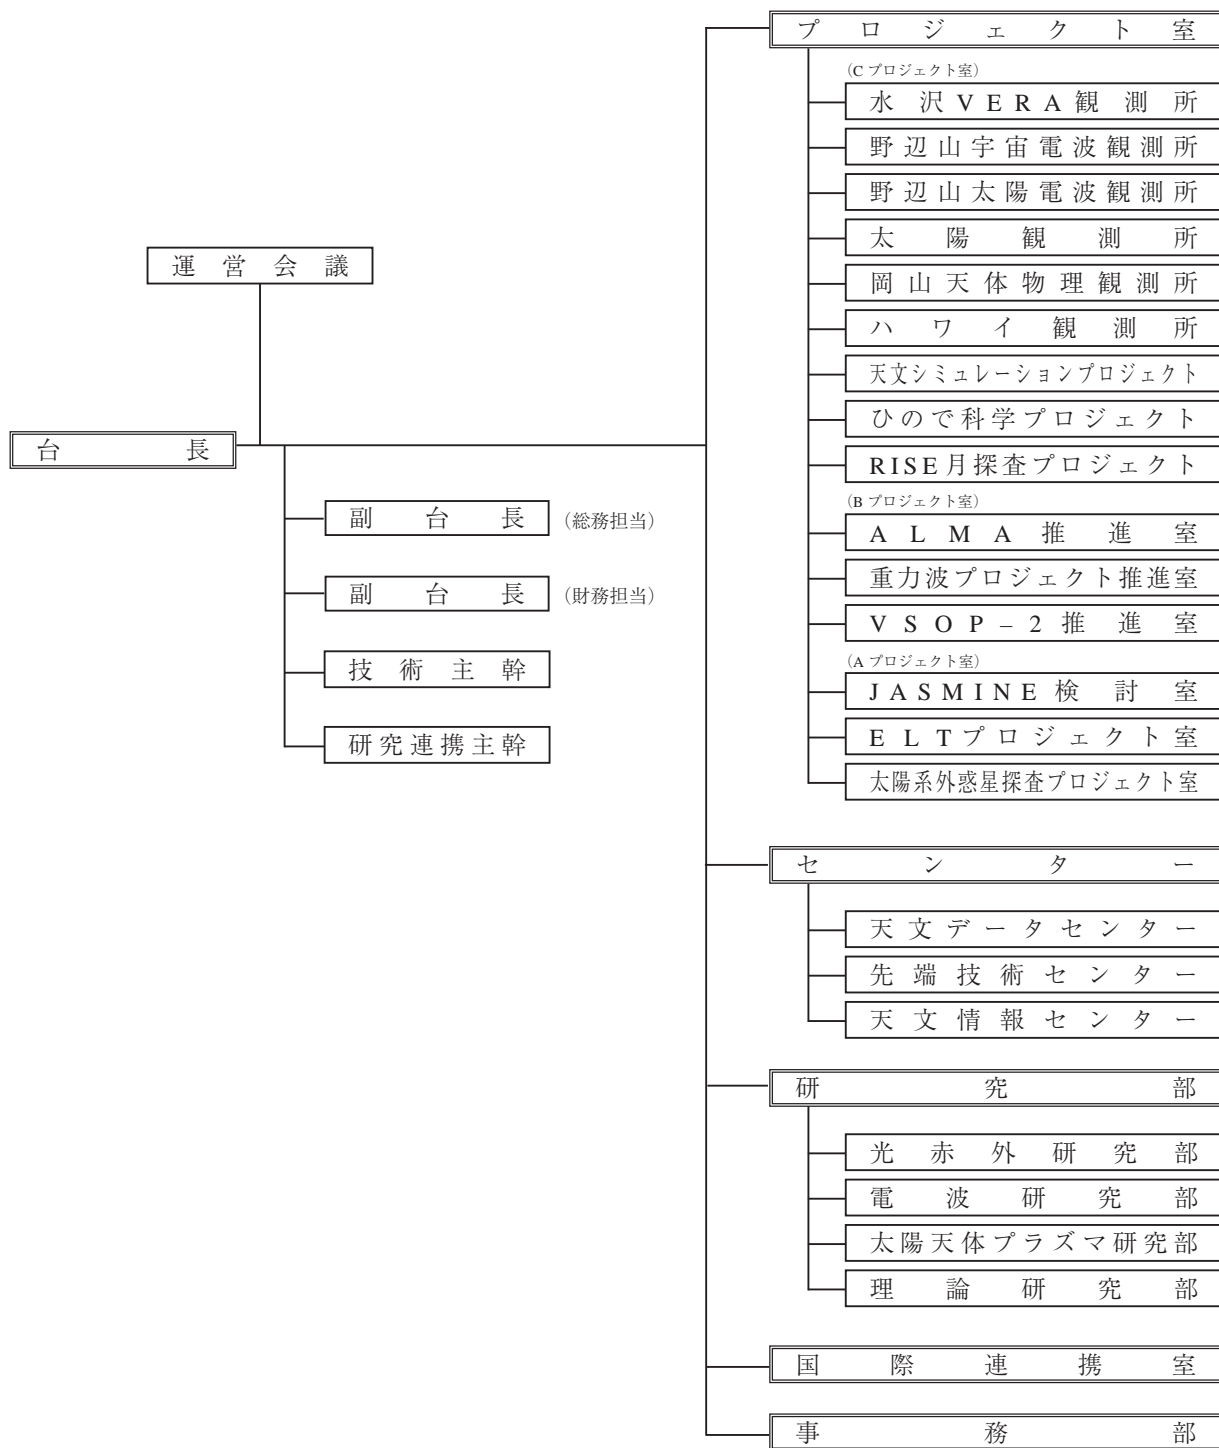 運営会議
台長
副台長 (総務担当)
副台長 (財務担当)
技術主幹
研究連携主幹
プロジェクト室
(C プロジェクト室)
水沢VERA観測所
野辺山宇宙電波観測所
野辺山太陽電波観測所
太陽観測所
岡山天体物理観測所
ハワイ観測所
天文シミュレーションプロジェクト
ひので科学プロジェクト
RISE月探査プロジェクト
(B プロジェクト室)
ALMA推進室
重力波プロジェクト推進室
VSOP–2推進室
(A プロジェクト室)
JASMINE検討室
ELTプロジェクト室
太陽系外惑星探査プロジェクト室
センター
天文データセンター
先端技術センター
天文情報センター
研究部
光赤外研究部
電波研究部
太陽天体プラズマ研究部
理論研究部
国際連携室
事務部